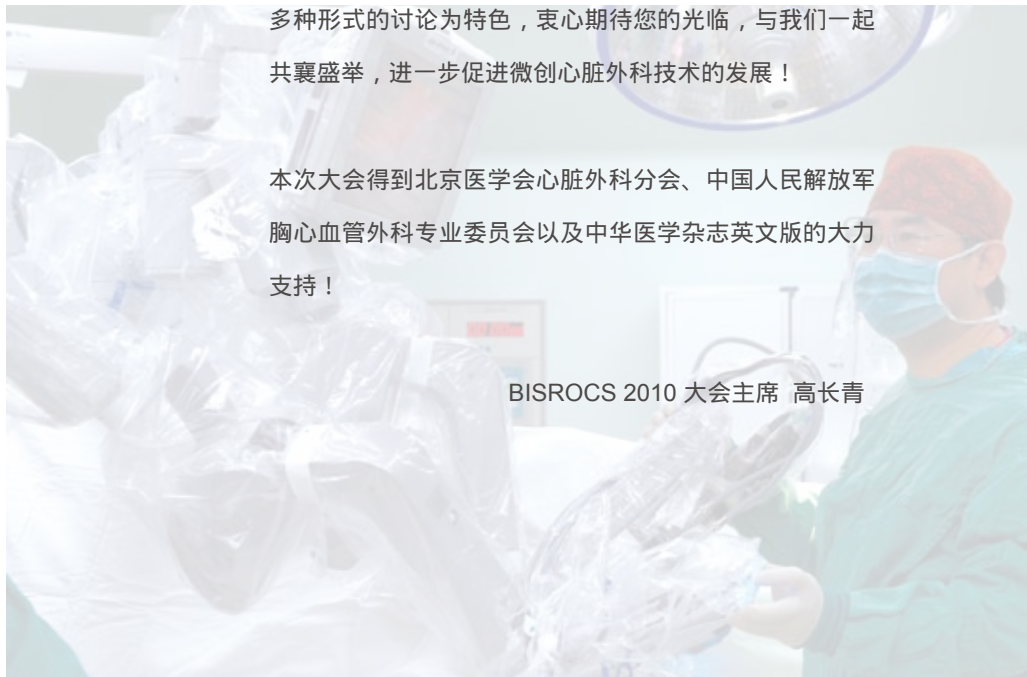 多种形式的讨论为特色，衷心期待您的光临，与我们一起
共襄盛举，进一步促进微创心脏外科技术的发展！
本次大会得到北京医学会心脏外科分会、中国人民解放军
胸心血管外科专业委员会以及中华医学杂志英文版的大力
支持！
BISROCS 2010 大会主席 高长青